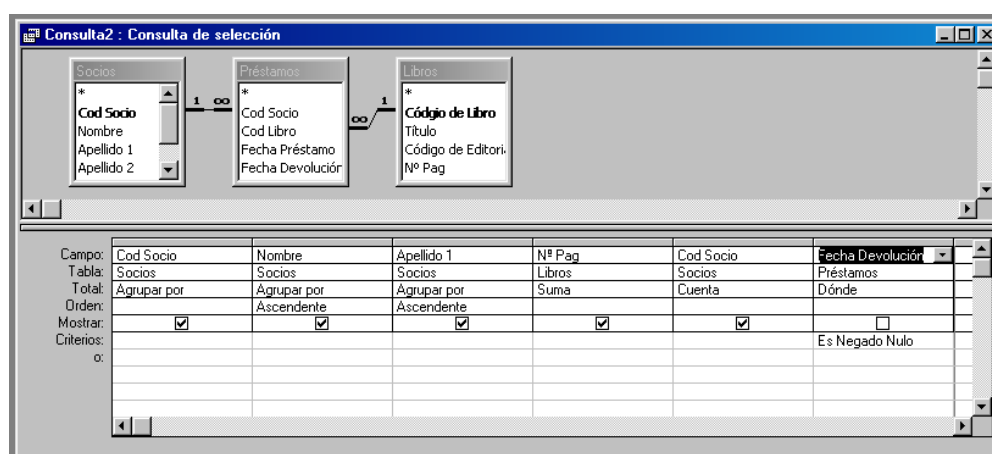 Consulta2 : Consulta de selección
Socios
*
Cod Socio
Nombre
Apellido 1
Apellido 2
1 ∞
Préstamos
*
Cod Socio
Cod Libro
Fecha Préstamo
Fecha Devolución
∞ 1
Libros
*
Códgio de Libro
Título
Código de Editori
Nº Pag
Campo: Cod Socio Nombre Apellido 1 Nº Pag Cod Socio Fecha Devolución
Tabla: Socios Socios Socios Libros Socios Préstamos
Total: Agrupar por Agrupar por Agrupar por Suma Cuenta Dónde
Orden: Ascendente Ascendente
Mostrar:
Criterios: Es Negado Nulo
o: